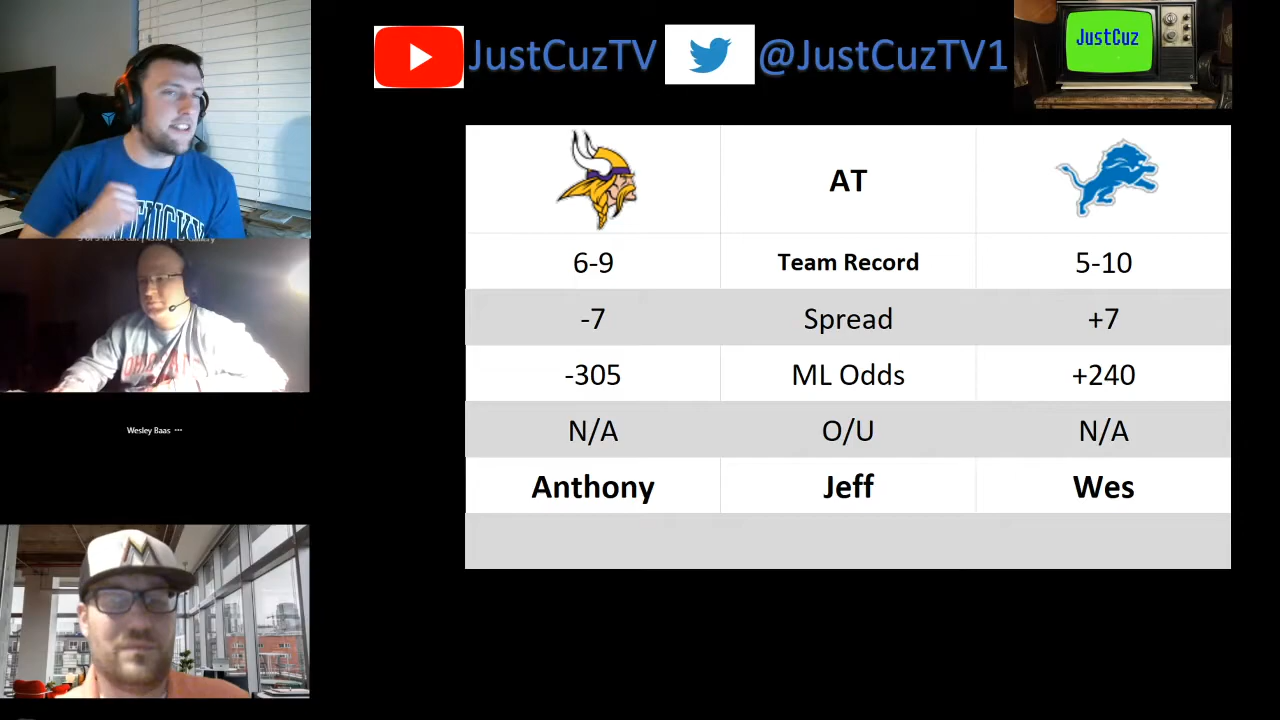 JustCuzTV @JustCuzTV1
JustCuz
AT
6-9 Team Record 5-10
-7 Spread +7
-305 ML Odds +240
N/A O/U N/A
Anthony Jeff Wes
Wesley Baas